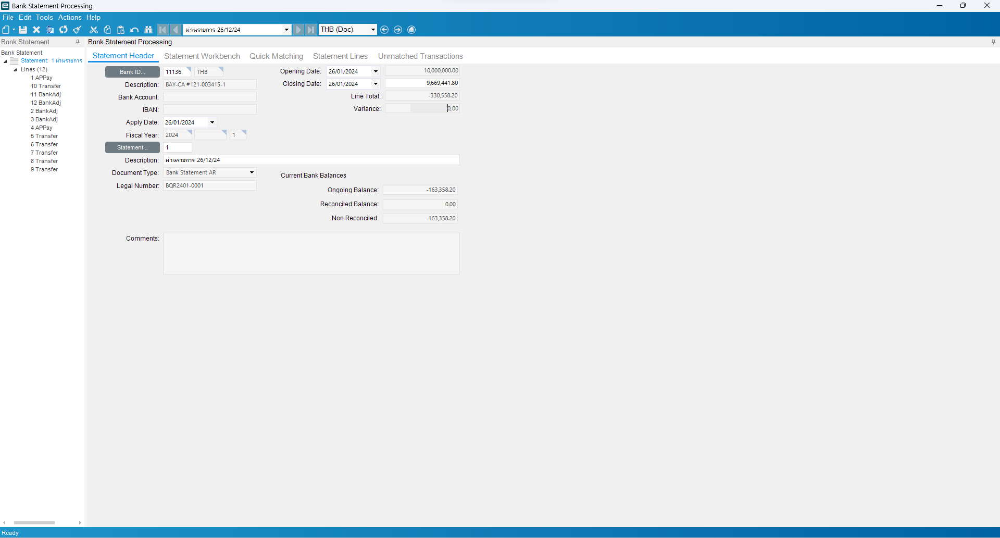 Bank Statement Processing
File Edit Tools Actions Help
ผ่านรายการ 26/12/24 THB (Doc)
Bank Statement
Bank Statement Processing
Bank Statement
Statement: 1 ผ่านรายการ
Lines (12)
1 APPay
10 Transfer
11 BankAdj
12 BankAdj
2 BankAdj
3 BankAdj
4 APPay
5 Transfer
6 Transfer
7 Transfer
8 Transfer
9 Transfer
Statement Header Statement Workbench Quick Matching Statement Lines Unmatched Transactions
Bank ID... 11136 THB
Description: BAY-CA #121-003415-1
Bank Account:
IBAN:
Apply Date: 26/01/2024
Fiscal Year: 2024 1
Statement... 1
Description: ผ่านรายการ 26/12/24
Document Type: Bank Statement AR
Legal Number: BQR2401-0001
Opening Date: 26/01/2024 10,000,000.00
Closing Date: 26/01/2024 9,669,441.80
Line Total: -330,558.20
Variance: 0.00
Current Bank Balances
Ongoing Balance: -163,358.20
Reconciled Balance: 0.00
Non Reconciled: -163,358.20
Comments:
Ready